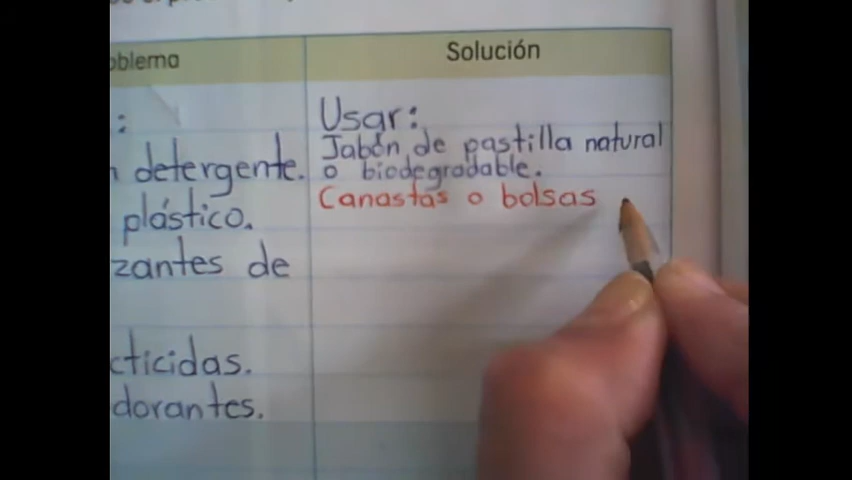 oblema Solución
: Usar:
Jabón de pastilla natural
detergente. o biodegradable.
plástico. Canastas o bolsas
zantes de
cticidas.
dorantes.